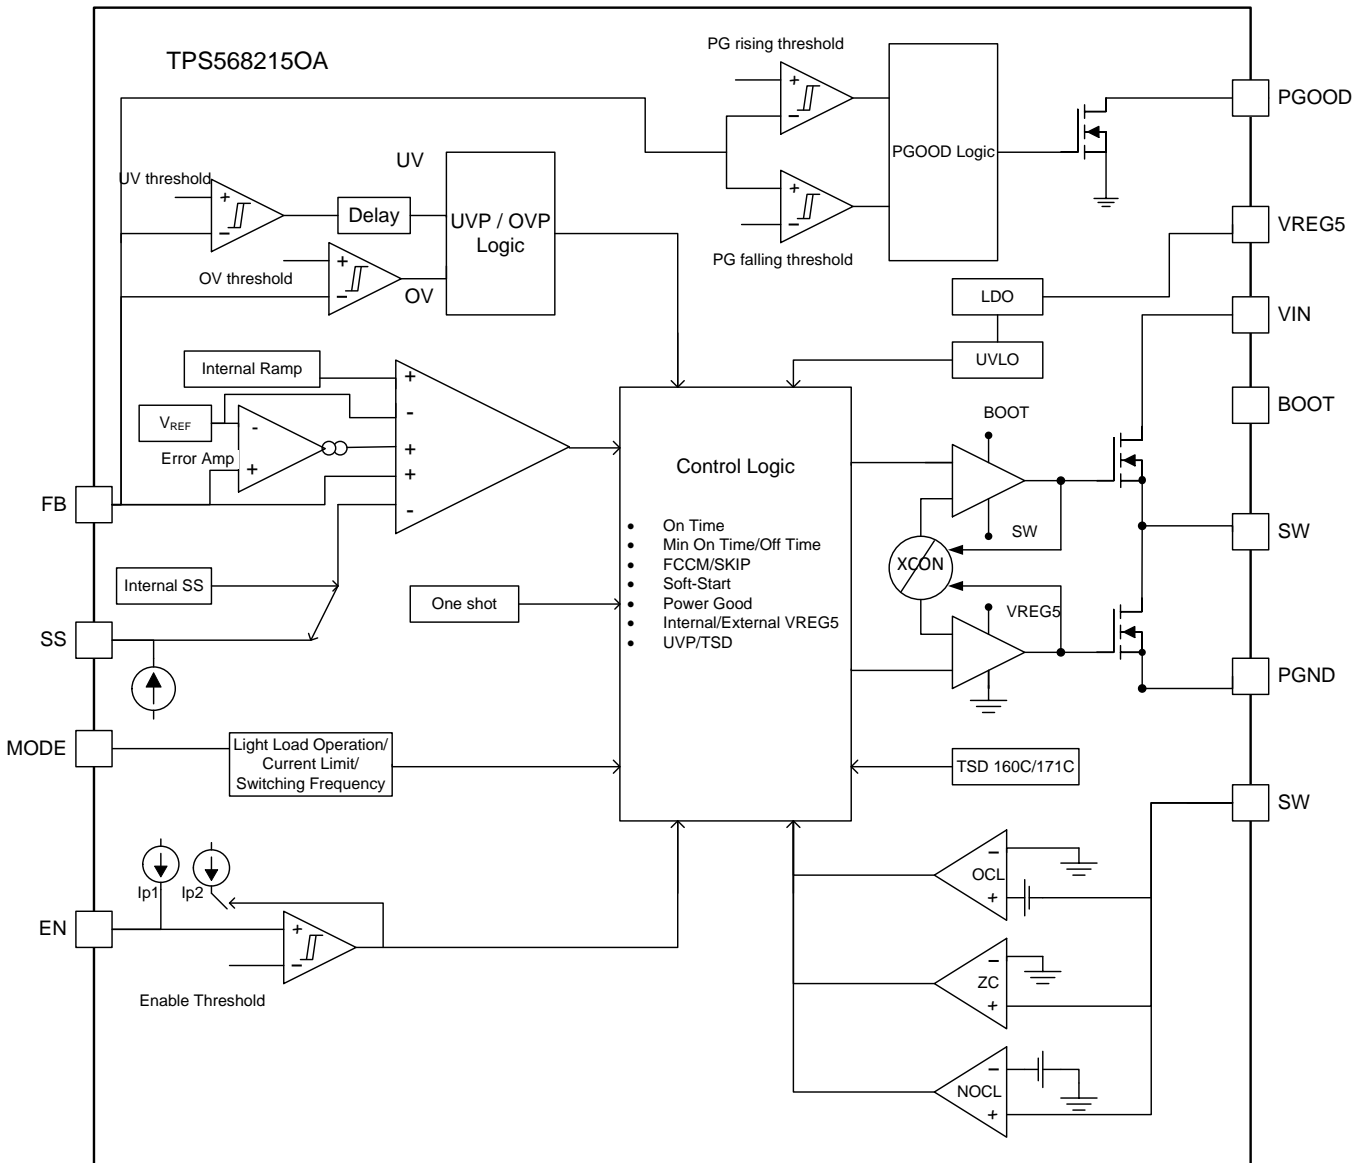 TPS568215OA
PG rising threshold
+
−
PGOOD Logic
PGOOD
UV
UV threshold
+
−
Delay
UVP / OVP
Logic
+
−
PG falling threshold
VREG5
OV threshold
+
−
OV
LDO
VIN
UVLO
Internal Ramp
+
-
BOOT
BOOT
VREF
-
Error Amp
+
+
+
-
Control Logic
FB
SW
SW
• On Time
• Min On Time/Off Time
• FCCM/SKIP
• Soft-Start
• Power Good
• Internal/External VREG5
• UVP/TSD
XCON
Internal SS
One shot
VREG5
SS
PGND
MODE
Light Load Operation/
Current Limit/
Switching Frequency
TSD 160C/171C
SW
Ip1
Ip2
−
OCL
+
EN
+
−
Enable Threshold
−
ZC
+
−
NOCL
+